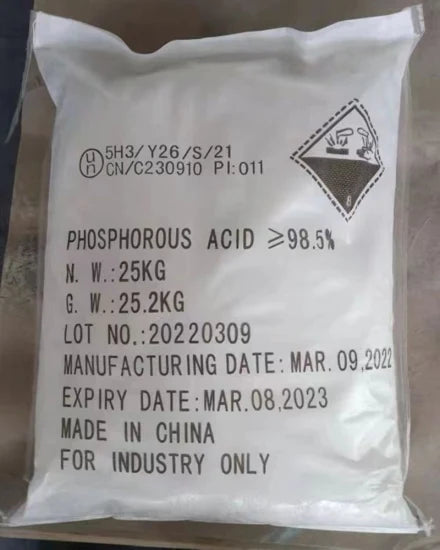 un 5H3/Y26/S/21
CN/C230910 PI:011
PHOSPHOROUS ACID ≥98.5%
N. W.:25KG
G. W.:25.2KG
LOT NO.:20220309
MANUFACTURING DATE: MAR. 09,2022
EXPIRY DATE:MAR.08,2023
MADE IN CHINA
FOR INDUSTRY ONLY